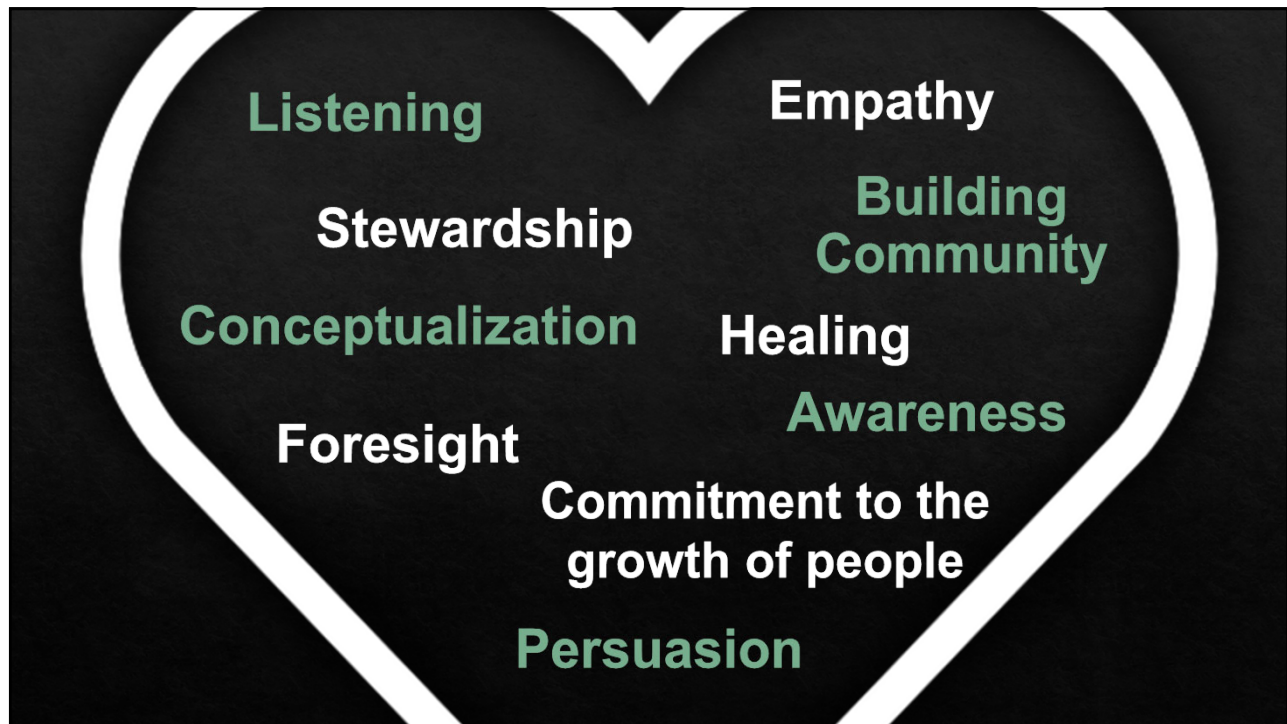 Listening
Empathy
Stewardship
Building
Community
Conceptualization
Healing
Awareness
Foresight
Commitment to the
growth of people
Persuasion